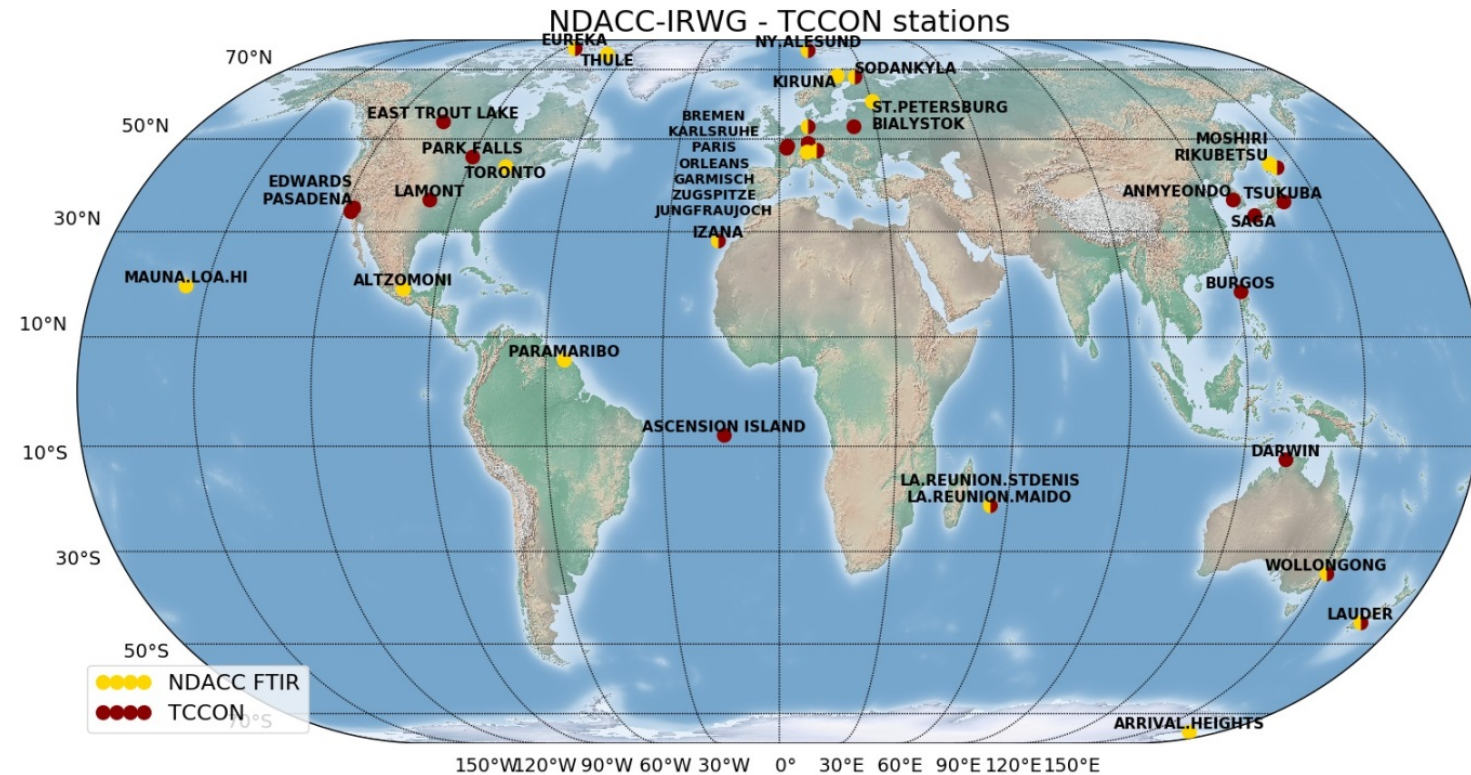 NDACC-IRWG - TCCON stations
EUREKA
NY.ALESUND
70°N
THULE
SODANKYLA
KIRUNA
EAST TROUT LAKE
ST.PETERSBURG
BREMEN
50°N
BIALYSTOK
KARLSRUHE
MOSHIRI
PARK FALLS
PARIS
RIKUBETSU
ORLEANS
TORONTO
EDWARDS
GARMISCH
LAMONT
ANMYEONDO
TSUKUBA
PASADENA
ZUGSPITZE
JUNGFRAUJOCH
30°N
SAGA
IZANA
MAUNA.LOA.HI
ALTZOMONI
BURGOS
10°N
PARAMARIBO
ASCENSION ISLAND
10°S
DARWIN
LA.REUNION.STDENIS
LA.REUNION.MAIDO
30°S
WOLLONGONG
LAUDER
50°S
NDACC FTIR
TCCON
70°S
ARRIVAL.HEIGHTS
150°W 120°W 90°W 60°W 30°W 0° 30°E 60°E 90°E 120°E 150°E